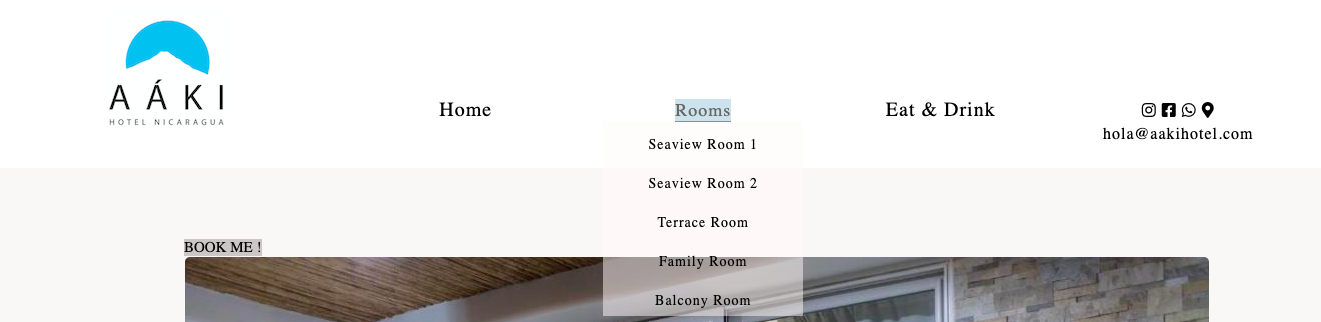 AÁKI
HOTEL NICARAGUA
Home
Rooms
Eat & Drink
hola@aakihotel.com
Seaview Room 1
Seaview Room 2
Terrace Room
Family Room
Balcony Room
BOOK ME !